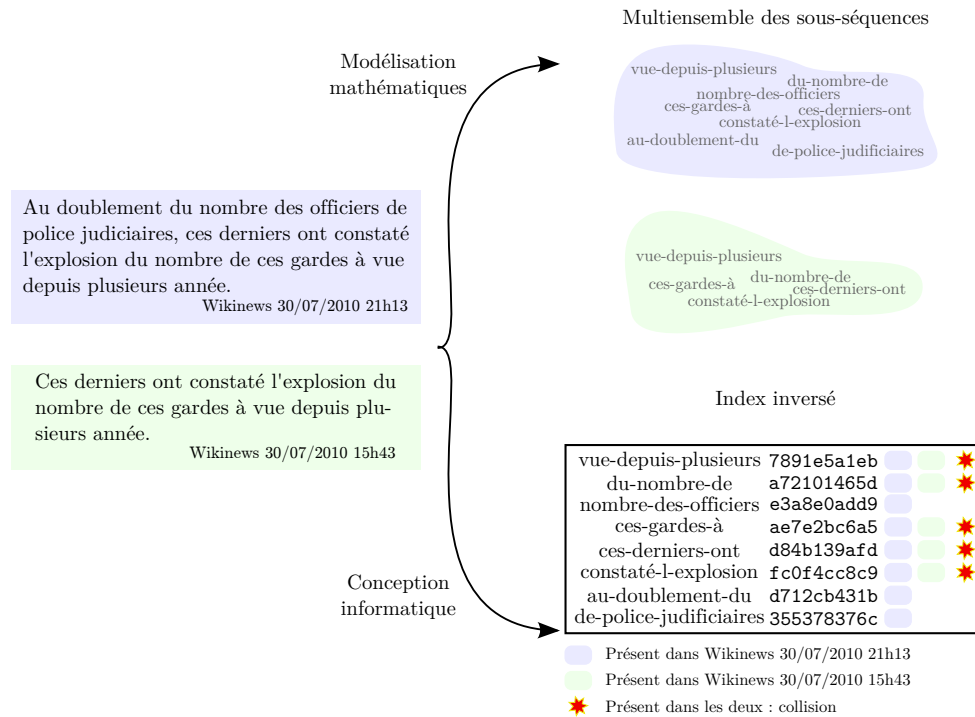 Multiensemble des sous-séquences
Modélisation
mathématiques
vue-depuis-plusieurs
du-nombre-de
nombre-des-officiers
ces-gardes-à
ces-derniers-ont
constaté-l-explosion
au-doublement-du
de-police-judificiaires
Au doublement du nombre des officiers de
police judiciaires, ces derniers ont constaté
l'explosion du nombre de ces gardes à vue
depuis plusieurs année.
Wikinews 30/07/2010 21h13
vue-depuis-plusieurs
du-nombre-de
ces-gardes-à
ces-derniers-ont
constaté-l-explosion
Ces derniers ont constaté l'explosion du
nombre de ces gardes à vue depuis plu-
sieurs année.
Wikinews 30/07/2010 15h43
Index inversé
Conception
informatique
vue-depuis-plusieurs 7891e5a1eb
du-nombre-de a72101465d
nombre-des-officiers e3a8e0add9
ces-gardes-à ae7e2bc6a5
ces-derniers-ont d84b139afd
constaté-l-explosion fc0f4cc8c9
au-doublement-du d712cb431b
de-police-judificiaires 355378376c
Présent dans Wikinews 30/07/2010 21h13
Présent dans Wikinews 30/07/2010 15h43
Présent dans les deux : collision